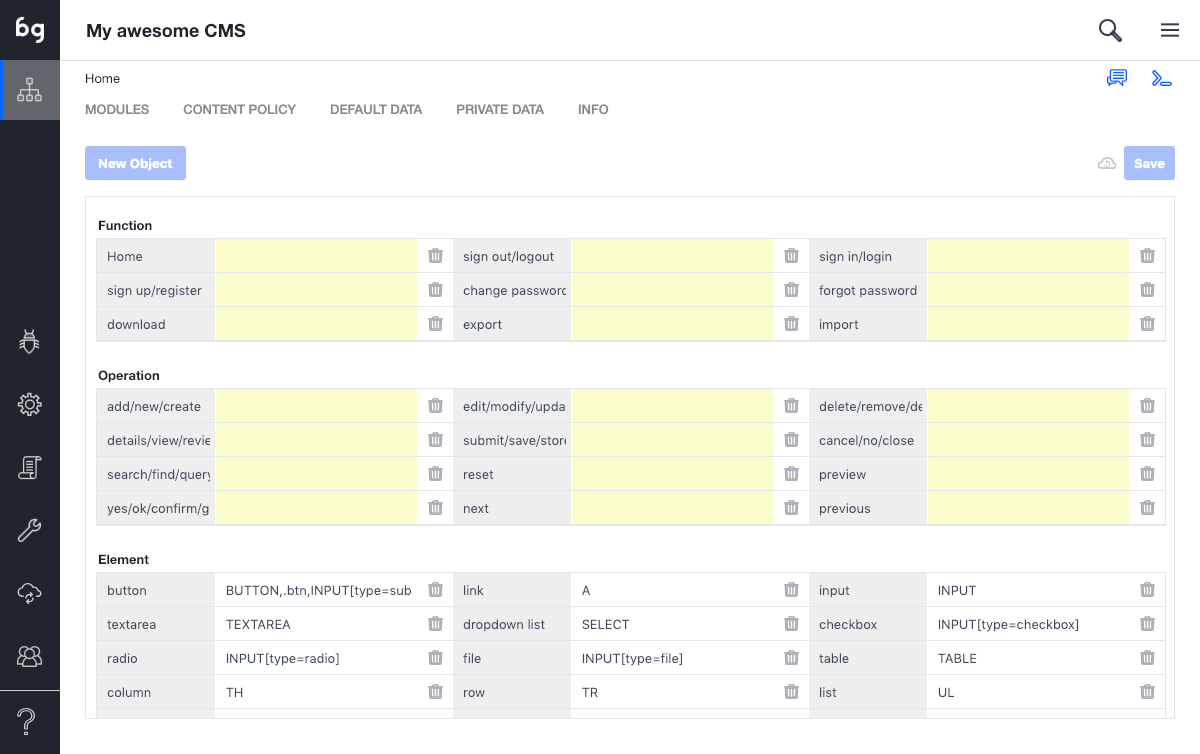 bg
My awesome CMS
Home
MODULES CONTENT POLICY DEFAULT DATA PRIVATE DATA INFO
New Object Save
Function
Home sign out/logout sign in/login
sign up/register change password forgot password
download export import
Operation
add/new/create edit/modify/upda delete/remove/de
details/view/revie submit/save/store cancel/no/close
search/find/query reset preview
yes/ok/confirm/g next previous
Element
button BUTTON,.btn,INPUT[type=sub link A input INPUT
textarea TEXTAREA dropdown list SELECT checkbox INPUT[type=checkbox]
radio INPUT[type=radio] file INPUT[type=file] table TABLE
column TH row TR list UL